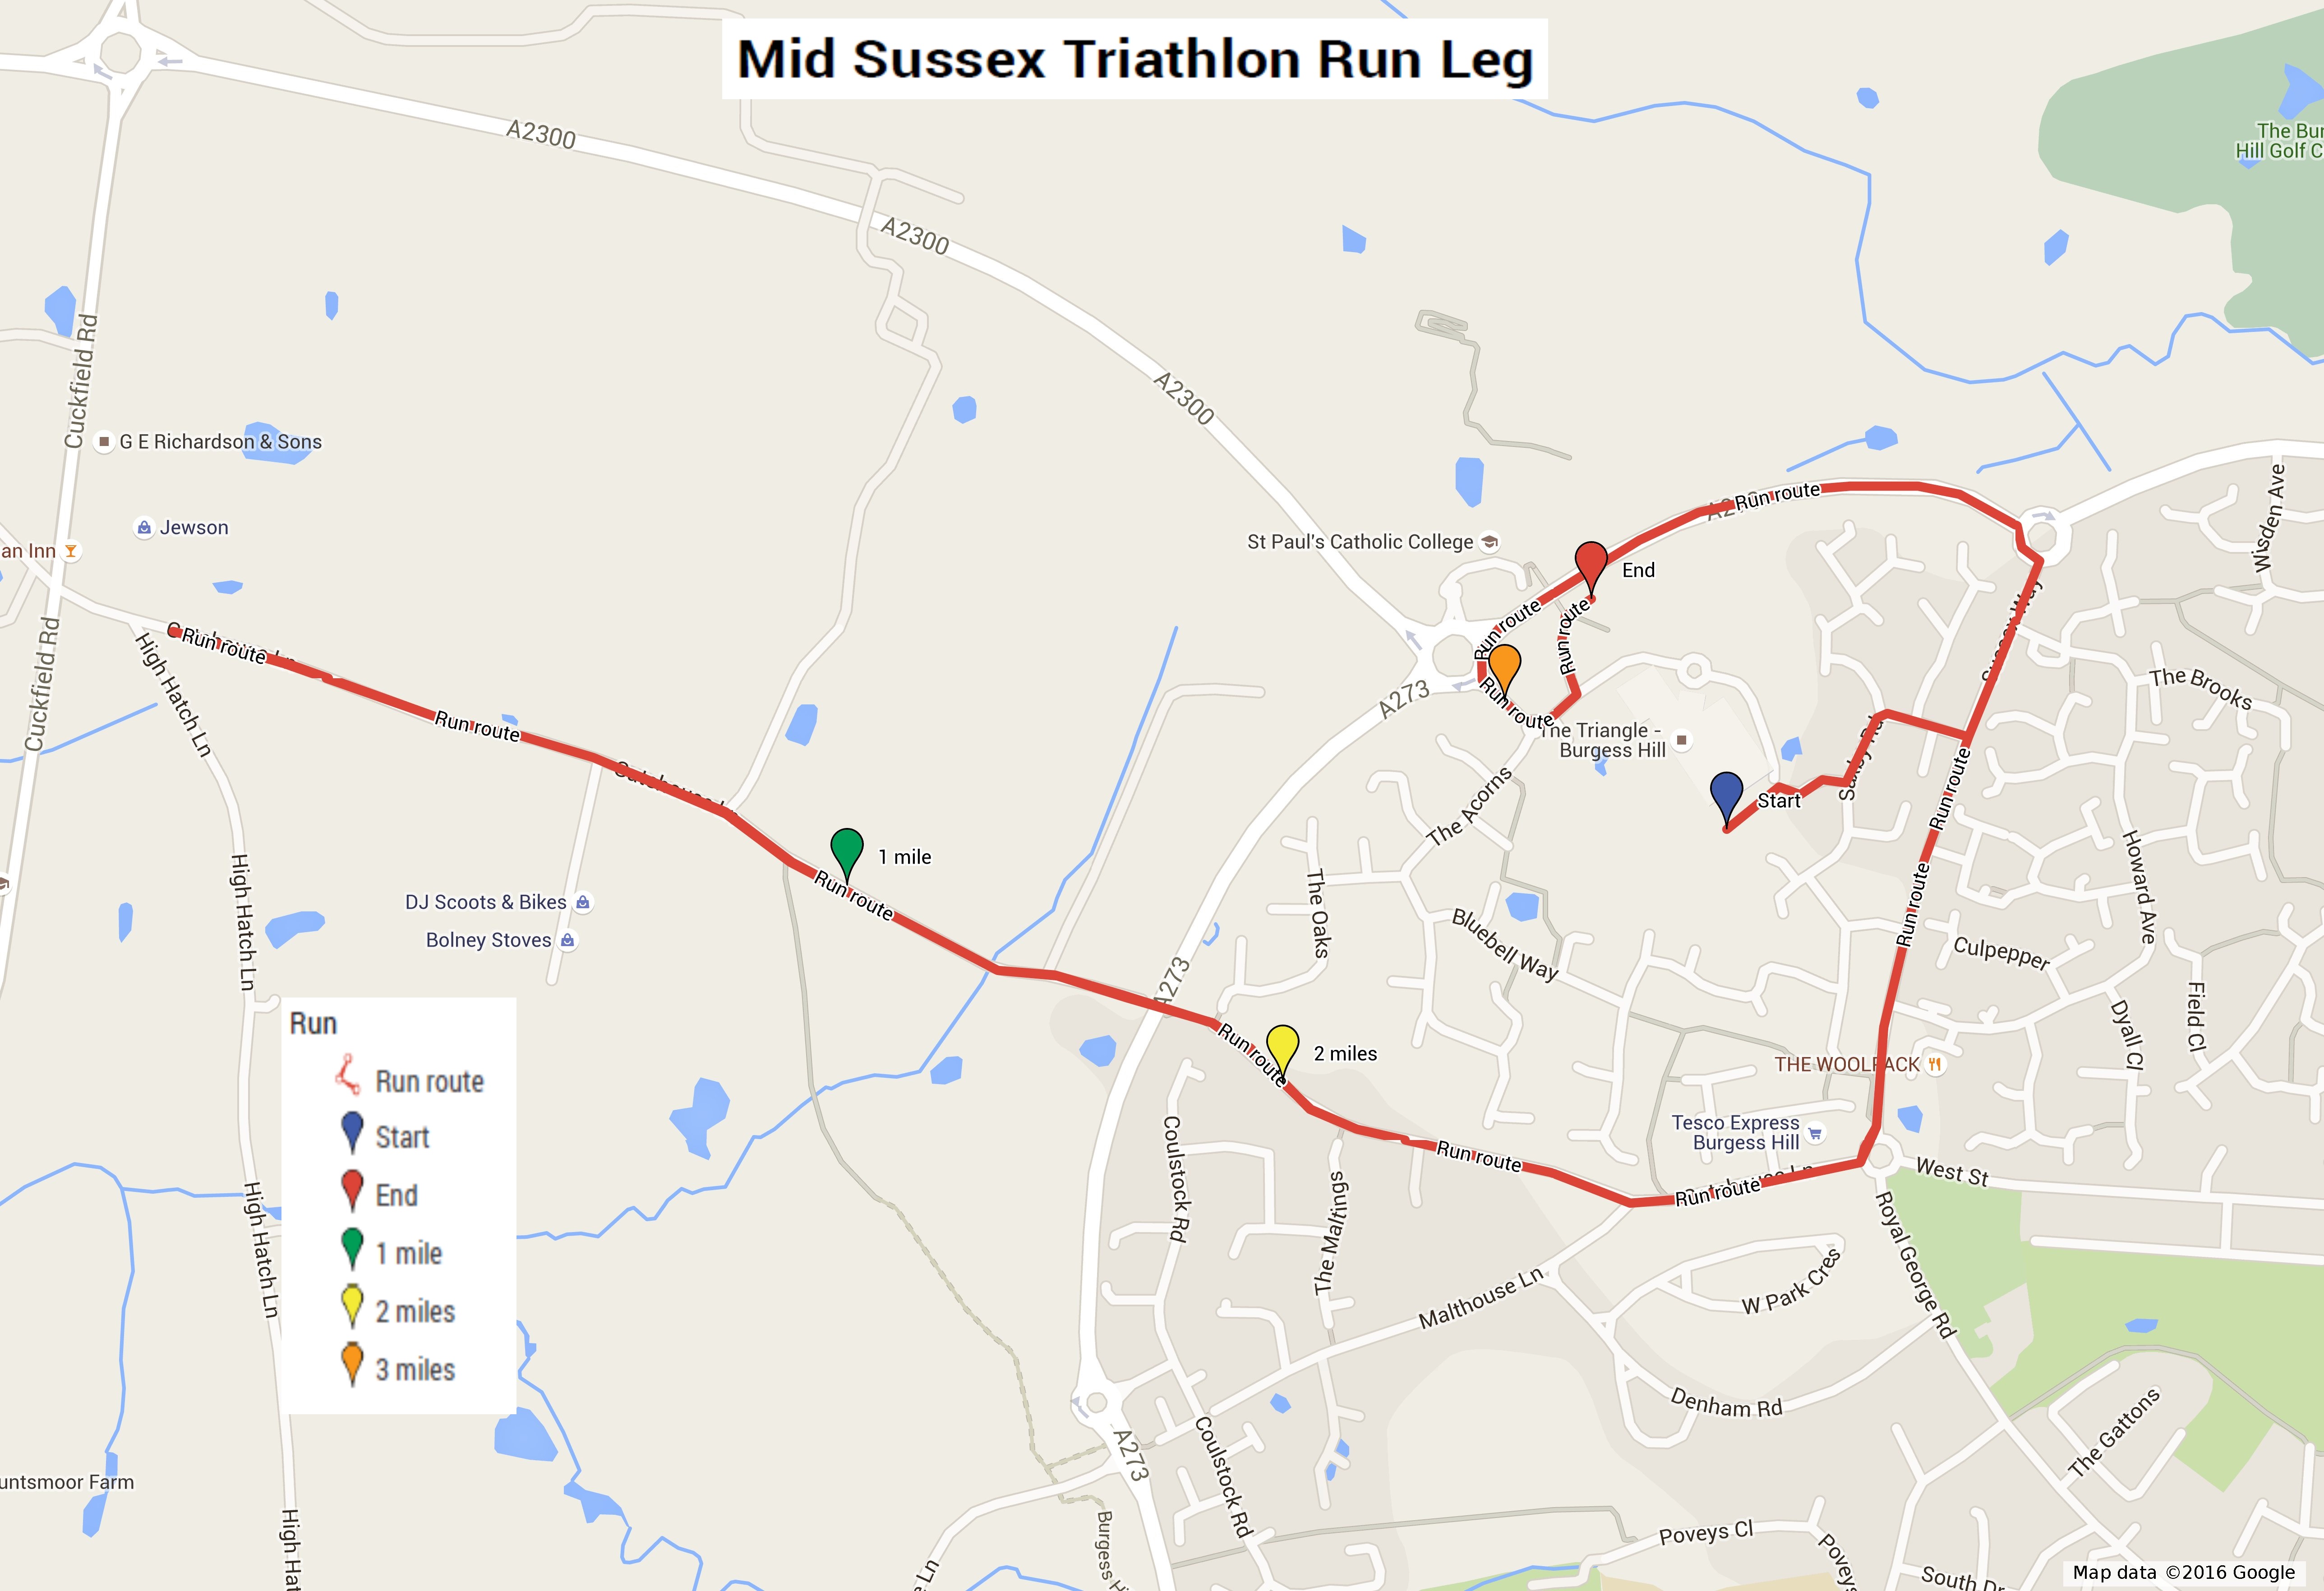 Mid Sussex Triathlon Run Leg
A2300
A2300
A2300
The Bur
Hill Golf C
Cuckfield Rd
G E Richardson & Sons
Jewson
an Inn
Cuckfield Rd
High Hatch Ln
Run route
Run route
St Paul's Catholic College
Run route
End
Run route
Run route
Run route
A273
The Triangle -
Burgess Hill
Start
Saxby Rd
Sussex Way
Wisden Ave
The Brooks
Run route
Run route
Howard Ave
The Acorns
1 mile
Run route
High Hatch Ln
DJ Scoots & Bikes
Bolney Stoves
The Oaks
Bluebell Way
Culpepper
Field Cl
Dyall Cl
A273
Run route
2 miles
THE WOOLPACK
Tesco Express
Burgess Hill
Run route
Run route
West St
Royal George Rd
Coulstock Rd
The Maltings
Malthouse Ln
W Park Cres
Denham Rd
The Gattons
Run
Run route
Start
End
1 mile
2 miles
3 miles
High Hatch Ln
untsmoor Farm
High Hat
A273
Coulstock Rd
Burgess Hi
e Ln
Poveys Cl
Poveys
South Dr
Map data ©2016 Google